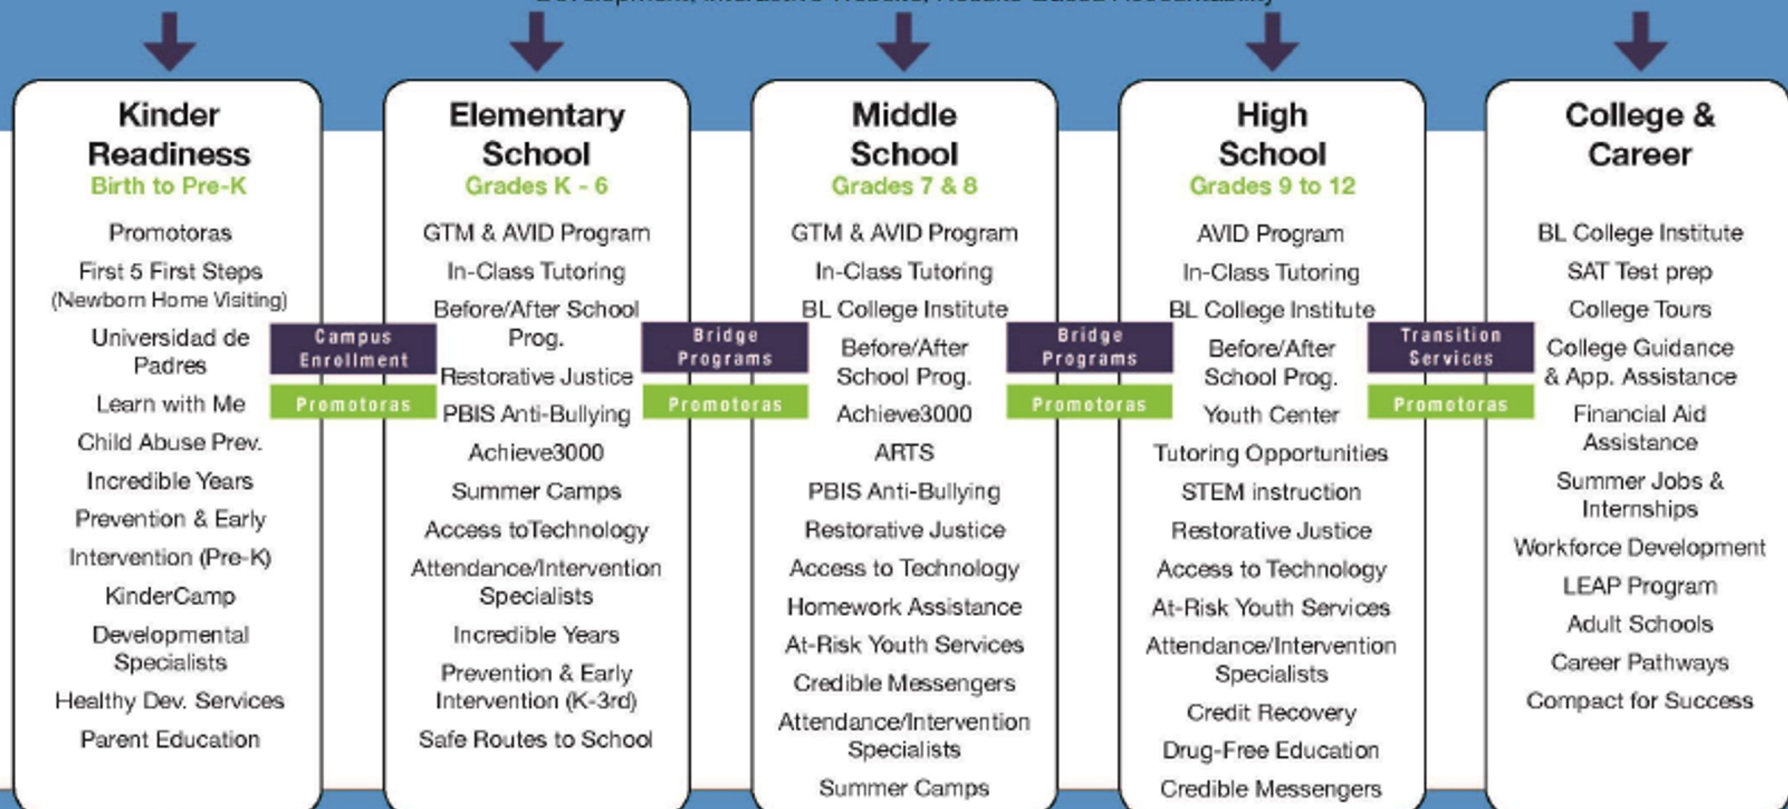 Development, Interactive Website, Results-Based Accountability
Kinder
Readiness
Birth to Pre-K
Promotoras
First 5 First Steps
(Newborn Home Visiting)
Universidad de
Padres
Learn with Me
Child Abuse Prev.
Incredible Years
Prevention & Early
Intervention (Pre-K)
KinderCamp
Developmental
Specialists
Healthy Dev. Services
Parent Education
Campus
Enrollment
Promotoras
Elementary
School
Grades K - 6
GTM & AVID Program
In-Class Tutoring
Before/After School
Prog.
Restorative Justice
PBIS Anti-Bullying
Achieve3000
Summer Camps
Access toTechnology
Attendance/Intervention
Specialists
Incredible Years
Prevention & Early
Intervention (K-3rd)
Safe Routes to School
Bridge
Programs
Promotoras
Middle
School
Grades 7 & 8
GTM & AVID Program
In-Class Tutoring
BL College Institute
Before/After
School Prog.
Achieve3000
ARTS
PBIS Anti-Bullying
Restorative Justice
Access to Technology
Homework Assistance
At-Risk Youth Services
Credible Messengers
Attendance/Intervention
Specialists
Summer Camps
Bridge
Programs
Promotoras
High
School
Grades 9 to 12
AVID Program
In-Class Tutoring
BL College Institute
Before/After
School Prog.
Youth Center
Tutoring Opportunities
STEM instruction
Restorative Justice
Access to Technology
At-Risk Youth Services
Attendance/Intervention
Specialists
Credit Recovery
Drug-Free Education
Credible Messengers
Transition
Services
Promotoras
College &
Career
BL College Institute
SAT Test prep
College Tours
College Guidance
& App. Assistance
Financial Aid
Assistance
Summer Jobs &
Internships
Workforce Development
LEAP Program
Adult Schools
Career Pathways
Compact for Success